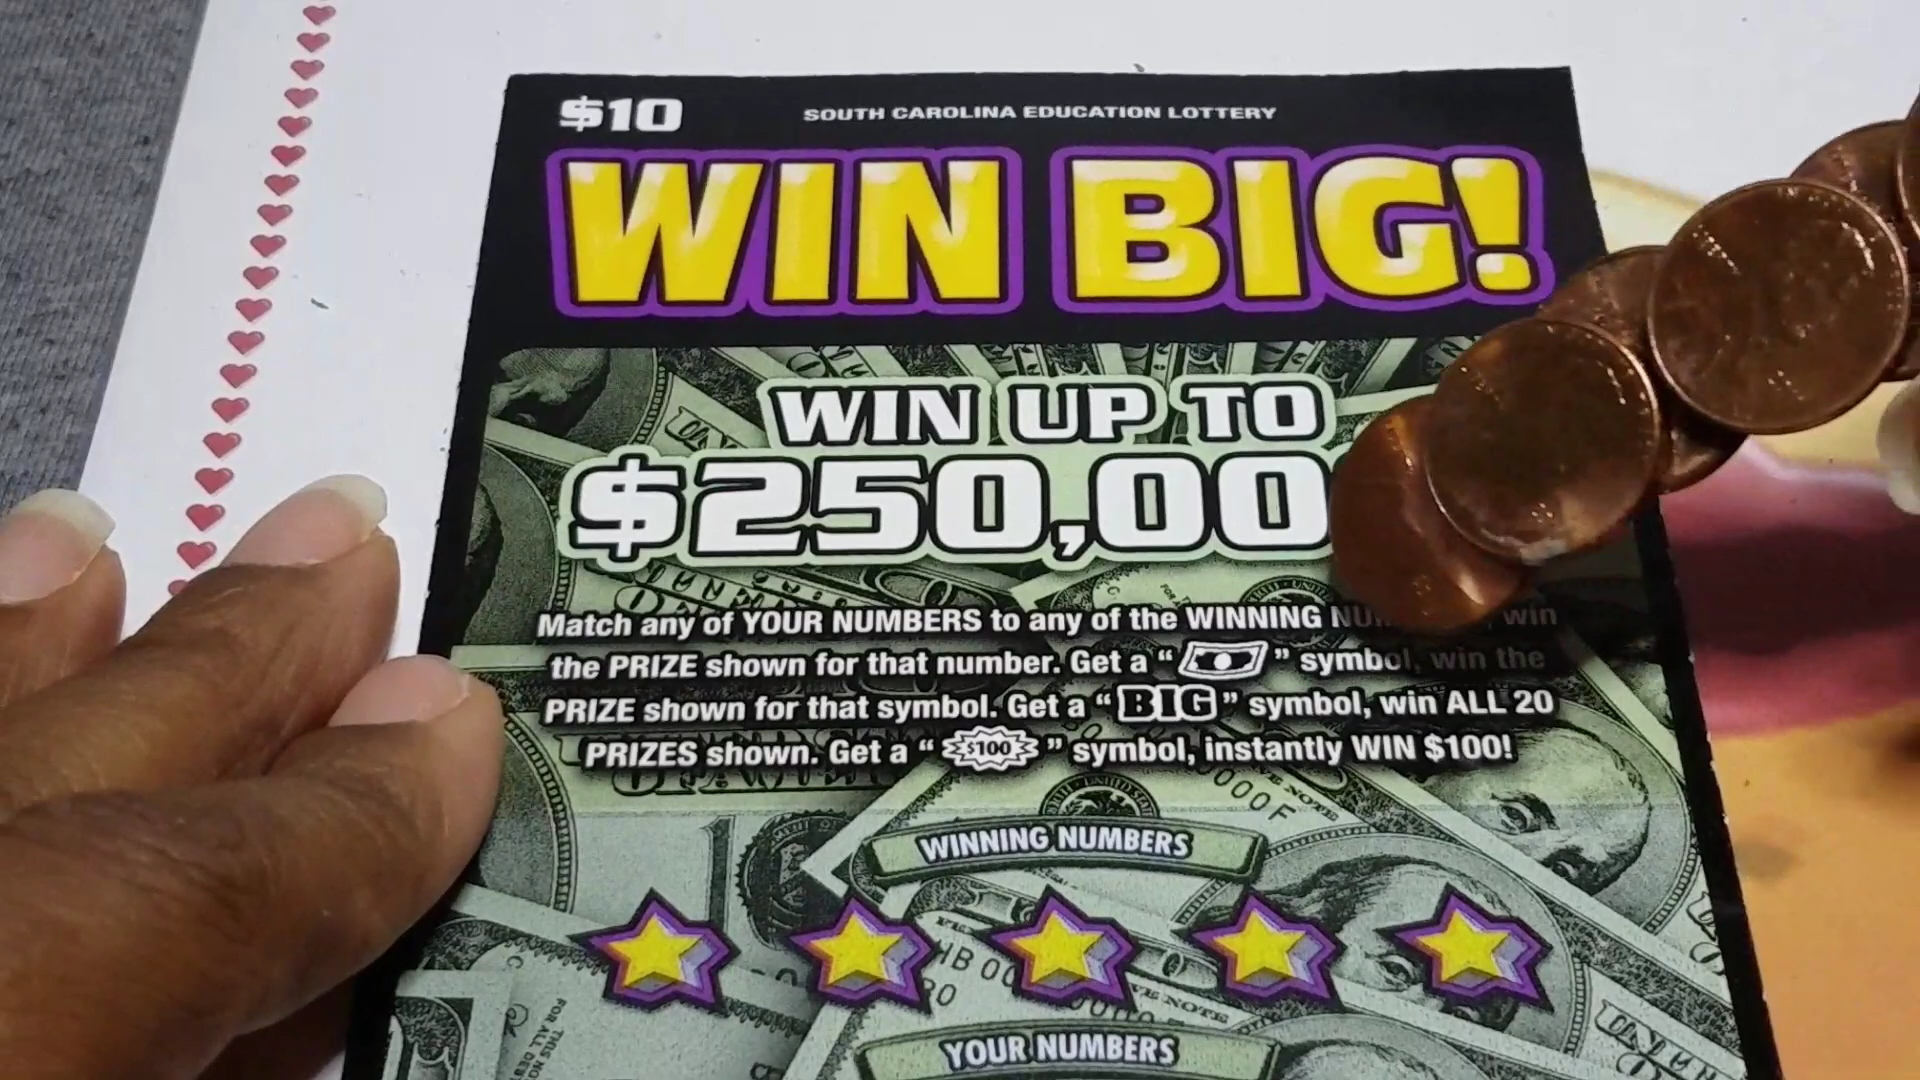 $10
SOUTH CAROLINA EDUCATION LOTTERY
WIN BIG!
WIN UP TO
$250,00
Match any of YOUR NUMBERS to any of the WINNING win
the PRIZE shown for that number. Get a " " symbol, win the
PRIZE shown for that symbol. Get a "BIG" symbol, win ALL 20
PRIZES shown. Get a "$100" symbol, instantly WIN $100!
WINNING NUMBERS
YOUR NUMBERS